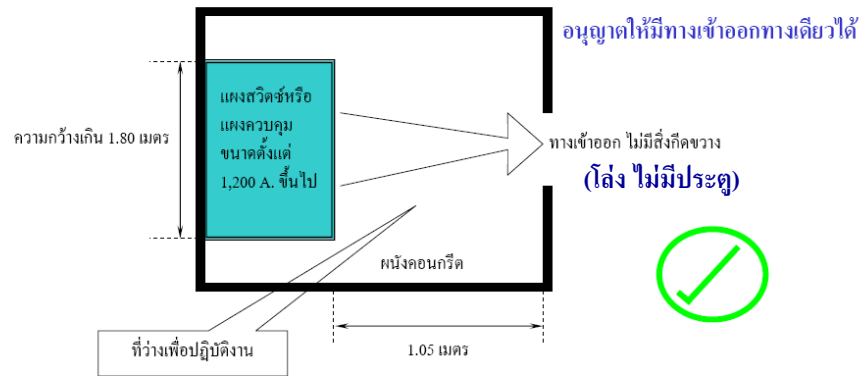 อนุญาตให้มีทางเข้าออกทางเดียวได้
แผงสวิตช์หรือ
แผงควบคุม
ขนาดตั้งแต่
1,200 A. ขึ้นไป
ความกว้างเกิน 1.80 เมตร
ทางเข้าออก ไม่มีสิ่งกีดขวาง
(โล่ง ไม่มีประตู)
ผนังคอนกรีต
ที่ว่างเพื่อปฏิบัติงาน
1.05 เมตร